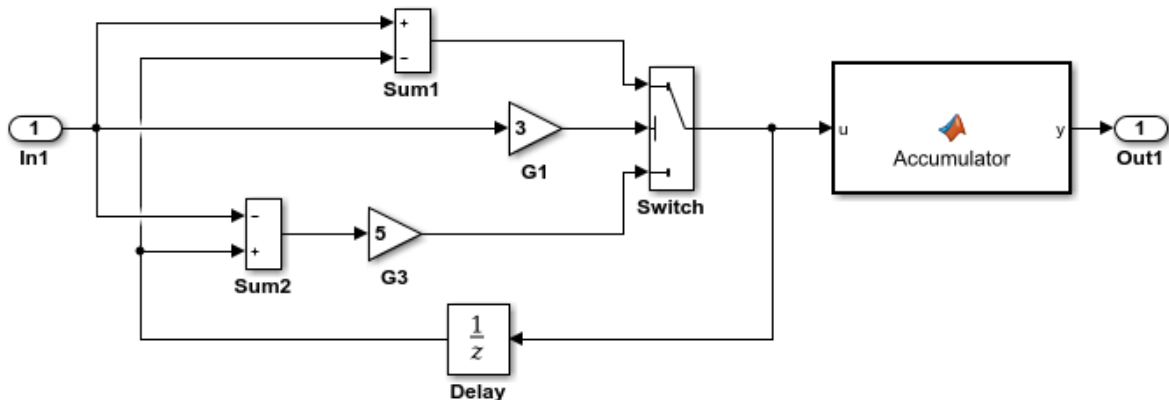 +
−
Sum1
1
In1
3
G1
Switch
u
Accumulator
y
1
Out1
−
+
Sum2
5
G3
1
z
Delay